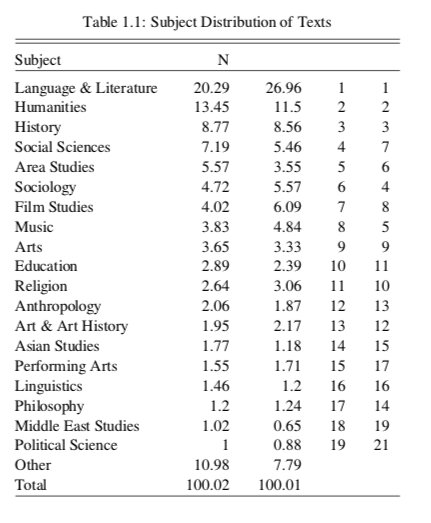 Table 1.1: Subject Distribution of Texts
Subject N
Language & Literature 20.29 26.96 1 1
Humanities 13.45 11.5 2 2
History 8.77 8.56 3 3
Social Sciences 7.19 5.46 4 7
Area Studies 5.57 3.55 5 6
Sociology 4.72 5.57 6 4
Film Studies 4.02 6.09 7 8
Music 3.83 4.84 8 5
Arts 3.65 3.33 9 9
Education 2.89 2.39 10 11
Religion 2.64 3.06 11 10
Anthropology 2.06 1.87 12 13
Art & Art History 1.95 2.17 13 12
Asian Studies 1.77 1.18 14 15
Performing Arts 1.55 1.71 15 17
Linguistics 1.46 1.2 16 16
Philosophy 1.2 1.24 17 14
Middle East Studies 1.02 0.65 18 19
Political Science 1 0.88 19 21
Other 10.98 7.79
Total 100.02 100.01